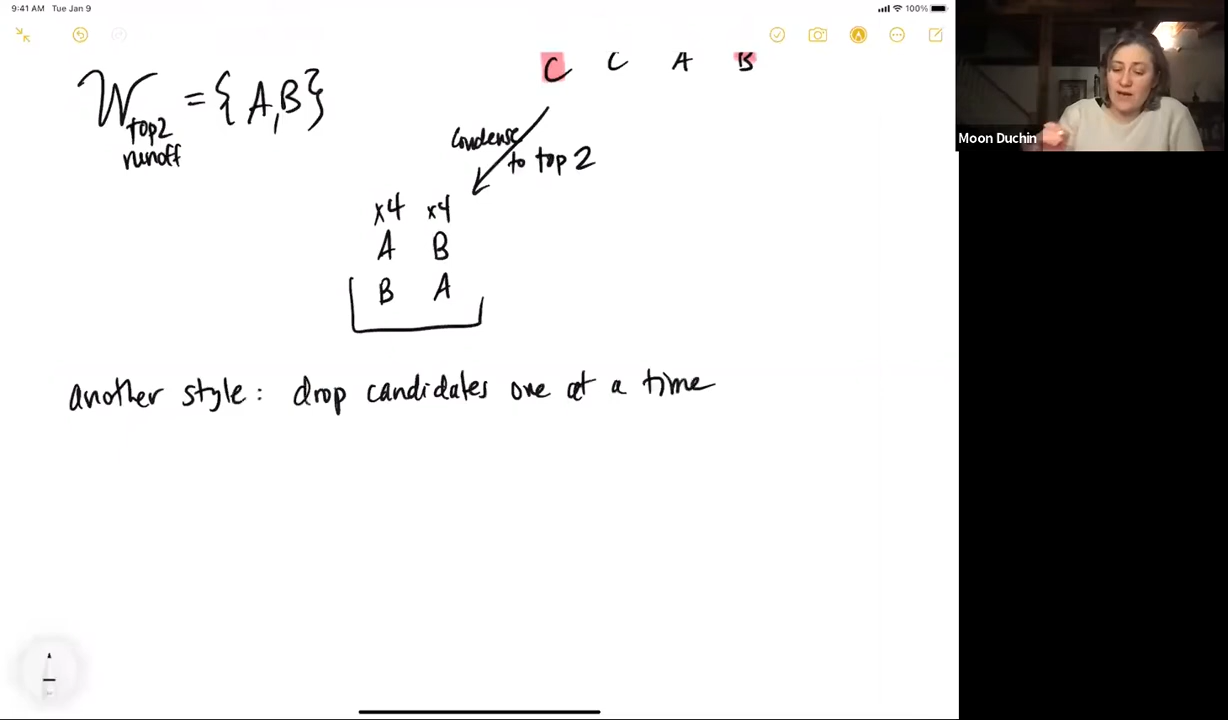 9:41 AM Tue Jan 9
100%
C C A B
W top2 runoff = { A, B }
condense
to top 2
x4 x4
A B
B A
another style: drop candidates one at a time
Moon Duchin